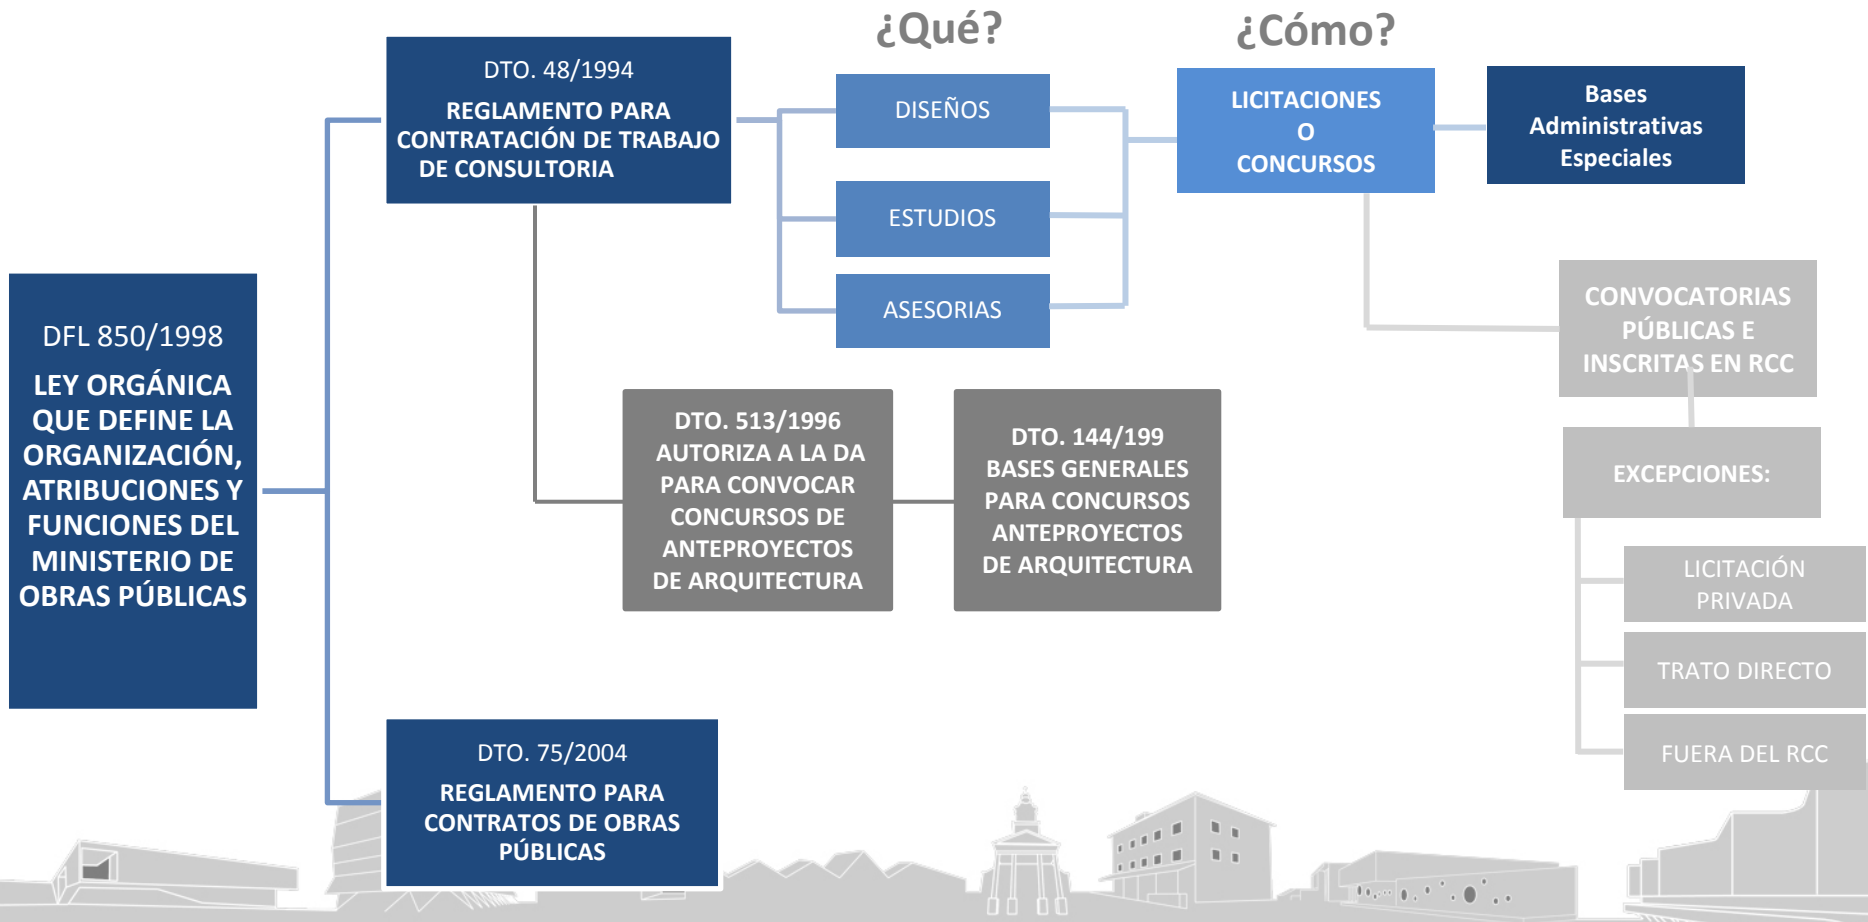 ¿Qué?
¿Cómo?
DTO. 48/1994
REGLAMENTO PARA
CONTRATACIÓN DE TRABAJO
DE CONSULTORIA
DISEÑOS
ESTUDIOS
ASESORIAS
LICITACIONES
O
CONCURSOS
Bases
Administrativas
Especiales
DFL 850/1998
LEY ORGÁNICA
QUE DEFINE LA
ORGANIZACIÓN,
ATRIBUCIONES Y
FUNCIONES DEL
MINISTERIO DE
OBRAS PÚBLICAS
CONVOCATORIAS
PÚBLICAS E
INSCRITAS EN RCC
DTO. 513/1996
AUTORIZA A LA DA
PARA CONVOCAR
CONCURSOS DE
ANTEPROYECTOS
DE ARQUITECTURA
DTO. 144/199
BASES GENERALES
PARA CONCURSOS
ANTEPROYECTOS
DE ARQUITECTURA
EXCEPCIONES:
LICITACIÓN
PRIVADA
TRATO DIRECTO
FUERA DEL RCC
DTO. 75/2004
REGLAMENTO PARA
CONTRATOS DE OBRAS
PÚBLICAS